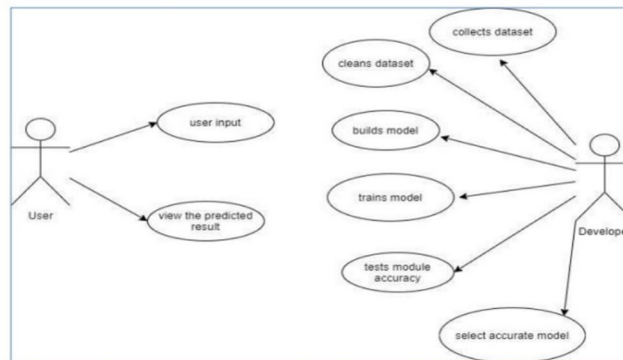 collects dataset
cleans dataset
user input
builds model
trains model
view the predicted
result
User
Develope
tests module
accuracy
select accurate model